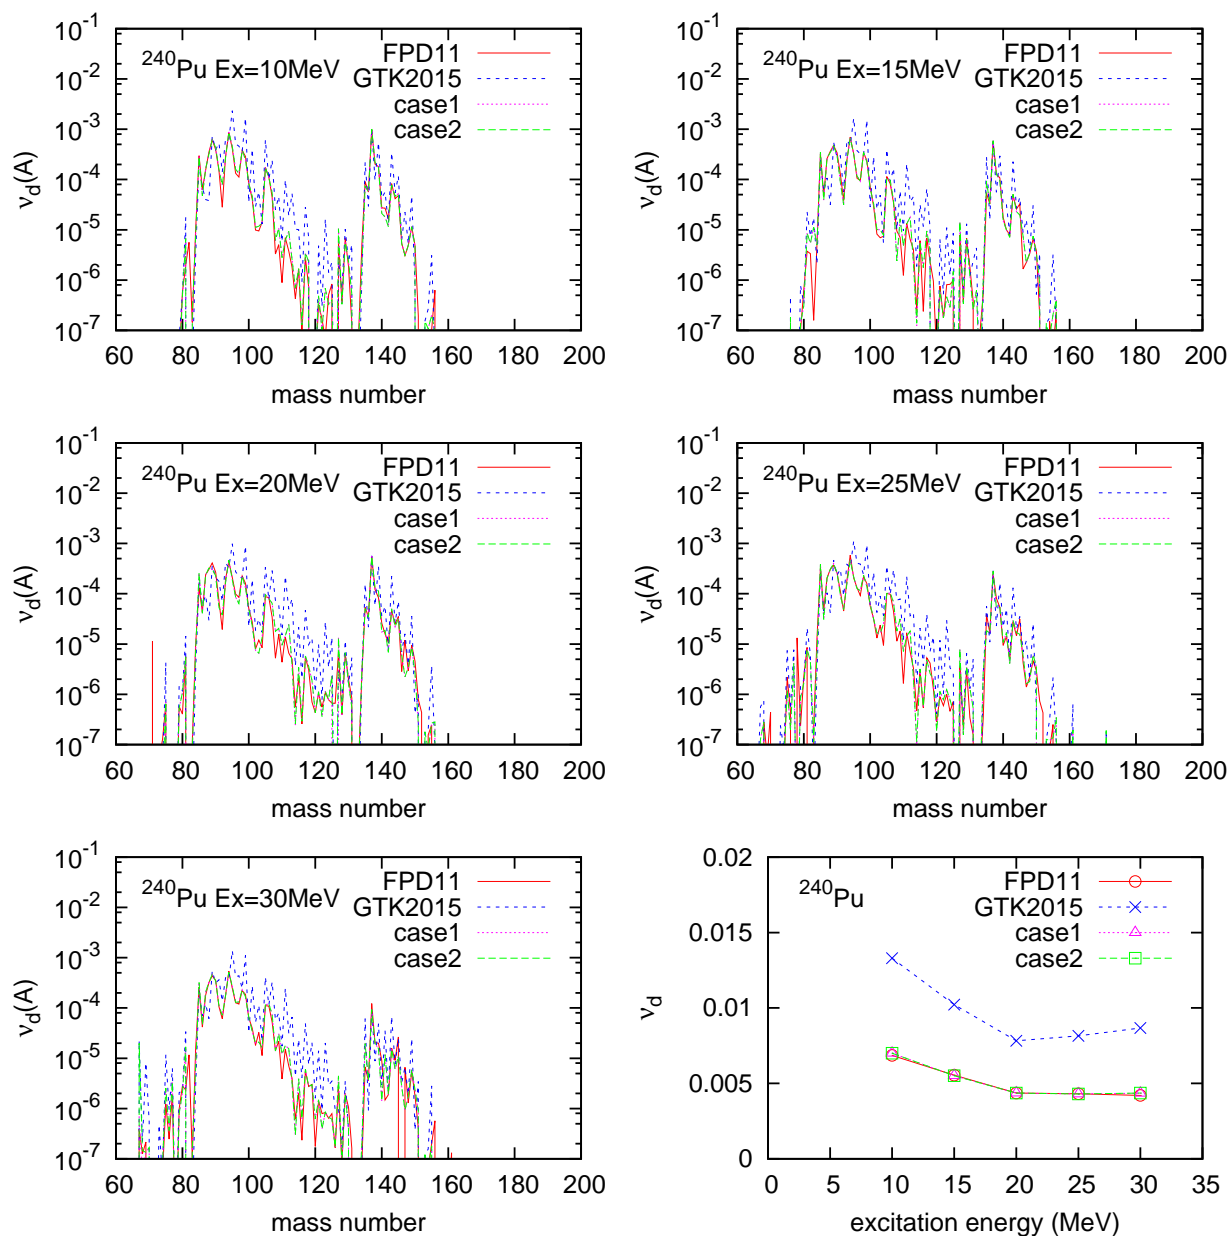 10^-1
10^-2
10^-3
10^-4
10^-5
10^-6
10^-7
ν_d(A)
^240Pu Ex=10MeV
FPD11
GTK2015
case1
case2
60 80 100 120 140 160 180 200
mass number
10^-1
10^-2
10^-3
10^-4
10^-5
10^-6
10^-7
ν_d(A)
^240Pu Ex=15MeV
FPD11
GTK2015
case1
case2
60 80 100 120 140 160 180 200
mass number
10^-1
10^-2
10^-3
10^-4
10^-5
10^-6
10^-7
ν_d(A)
^240Pu Ex=20MeV
FPD11
GTK2015
case1
case2
60 80 100 120 140 160 180 200
mass number
10^-1
10^-2
10^-3
10^-4
10^-5
10^-6
10^-7
ν_d(A)
^240Pu Ex=25MeV
FPD11
GTK2015
case1
case2
60 80 100 120 140 160 180 200
mass number
10^-1
10^-2
10^-3
10^-4
10^-5
10^-6
10^-7
ν_d(A)
^240Pu Ex=30MeV
FPD11
GTK2015
case1
case2
60 80 100 120 140 160 180 200
mass number
0.02
0.015
0.01
0.005
0
ν_d
^240Pu
FPD11
GTK2015
case1
case2
0 5 10 15 20 25 30 35
excitation energy (MeV)